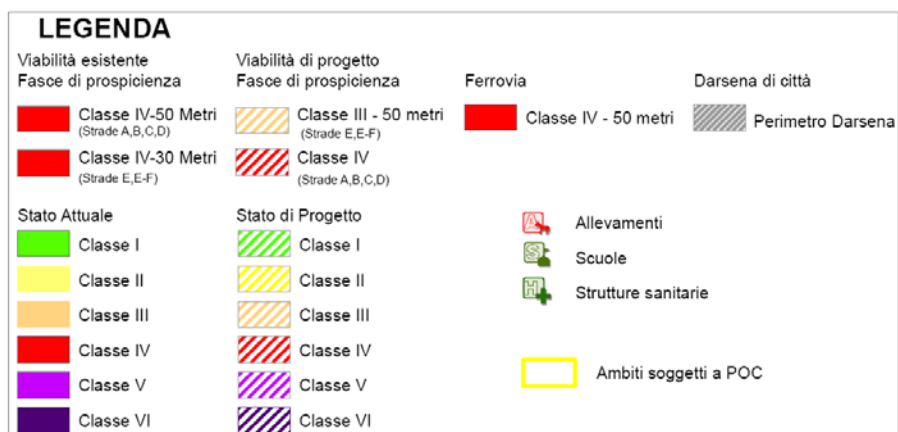 LEGENDA
Viabilità esistente
Fasce di prospicienza
Classe IV-50 Metri
(Strade A,B,C,D)
Classe IV-30 Metri
(Strade E,E-F)
Viabilità di progetto
Fasce di prospicienza
Classe III - 50 metri
(Strade E,E-F)
Classe IV
(Strade A,B,C,D)
Ferrovia
Classe IV - 50 metri
Darsena di città
Perimetro Darsena
Stato Attuale
Classe I
Classe II
Classe III
Classe IV
Classe V
Classe VI
Stato di Progetto
Classe I
Classe II
Classe III
Classe IV
Classe V
Classe VI
A Allevamenti
S Scuole
H Strutture sanitarie
Ambiti soggetti a POC